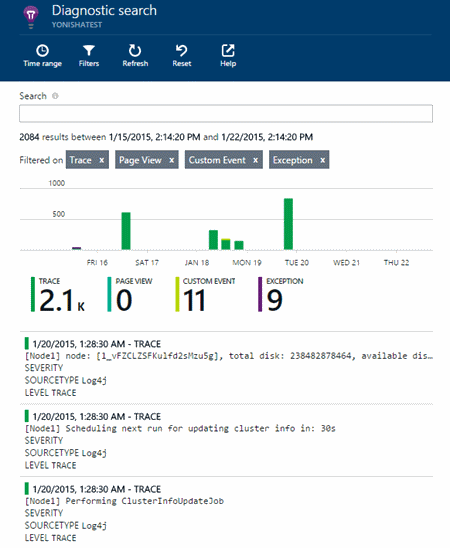 Diagnostic search
YONISHATEST
Time range Filters Refresh Reset Help
Search
2084 results between 1/15/2015, 2:14:20 PM and 1/22/2015, 2:14:20 PM
Filtered on Trace x Page View x Custom Event x Exception x
1000
500
FRI 16 SAT 17 JAN 18 MON 19 TUE 20 WED 21 THU 22
TRACE PAGE VIEW CUSTOM EVENT EXCEPTION
2.1 K 0 11 9
1/20/2015, 1:28:30 AM - TRACE
[Node1] node: [l_vFZCLZSFKulfd2sMzu5g], total disk: 238482878464, available dis...
SEVERITY
SOURCETYPE Log4j
LEVEL TRACE
1/20/2015, 1:28:30 AM - TRACE
[Node1] Scheduling next run for updating cluster info in: 30s
SEVERITY
SOURCETYPE Log4j
LEVEL TRACE
1/20/2015, 1:28:30 AM - TRACE
[Node1] Performing ClusterInfoUpdateJob
SEVERITY
SOURCETYPE Log4j
LEVEL TRACE